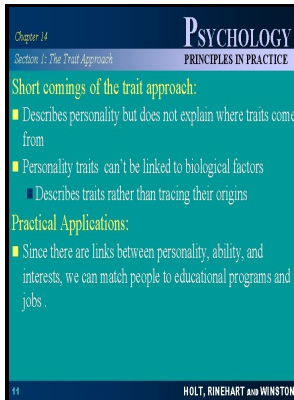 Chapter 14
PSYCHOLOGY
Section 1: The Trait Approach
PRINCIPLES IN PRACTICE
Short comings of the trait approach:
Describes personality but does not explain where traits come
from
Personality traits can't be linked to biological factors
Describes traits rather than tracing their origins
Practical Applications:
Since there are links between personality, ability, and
interests, we can match people to educational programs and
jobs .
11
HOLT, RINEHART AND WINSTON